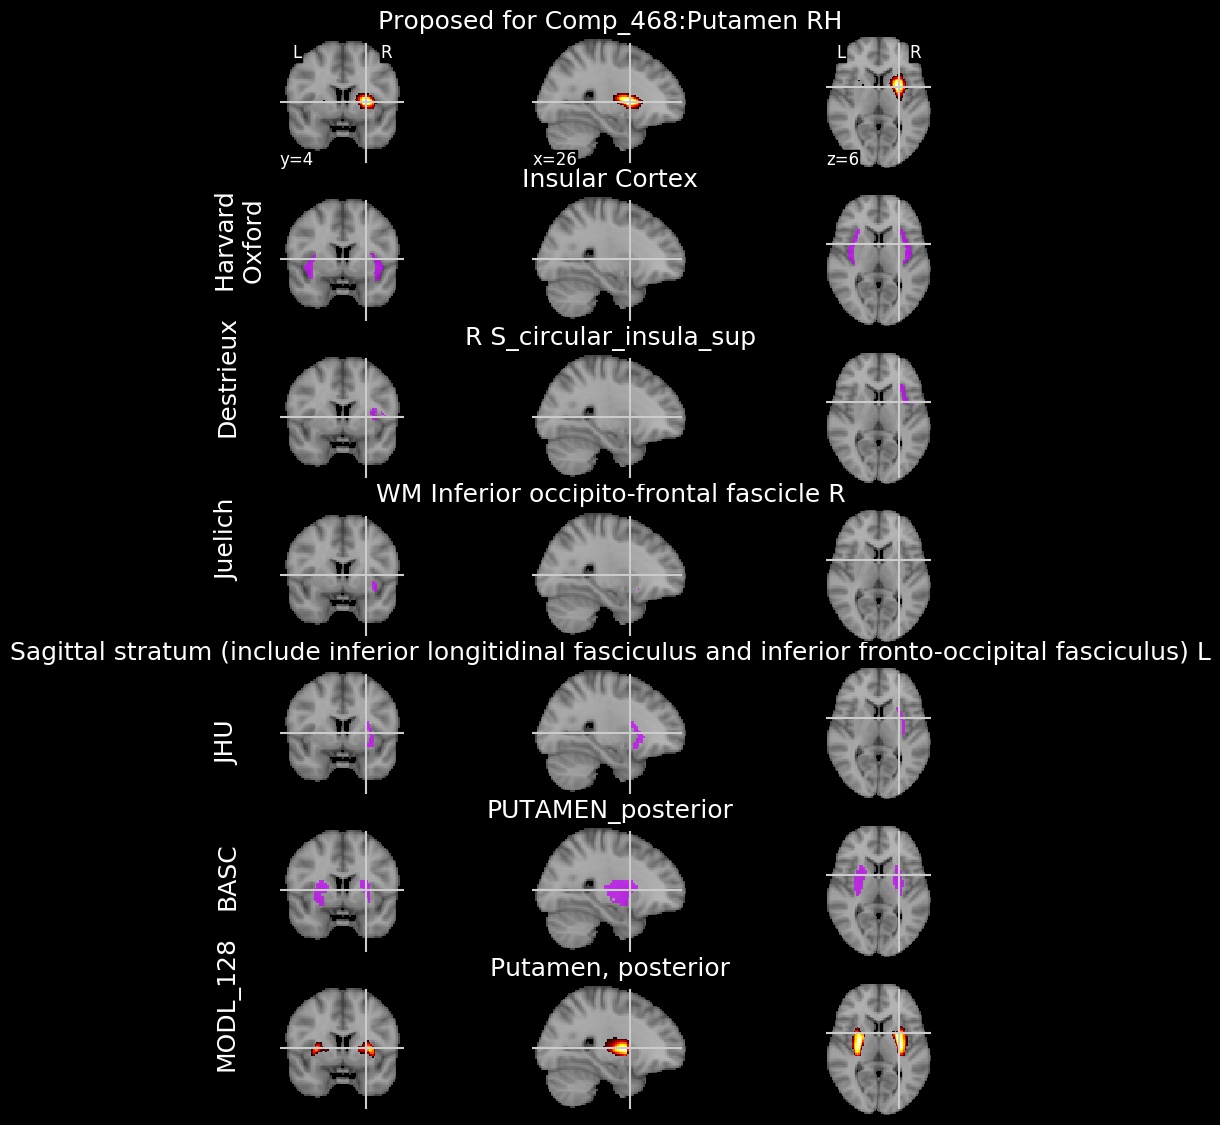 Proposed for Comp_468:Putamen RH
L R
L R
y=4
x=26
z=6
Insular Cortex
Harvard
Oxford
R S_circular_insula_sup
Destrieux
WM Inferior occipito-frontal fascicle R
Juelich
Sagittal stratum (include inferior longitidinal fasciculus and inferior fronto-occipital fasciculus) L
JHU
PUTAMEN_posterior
BASC
Putamen, posterior
MODL_128